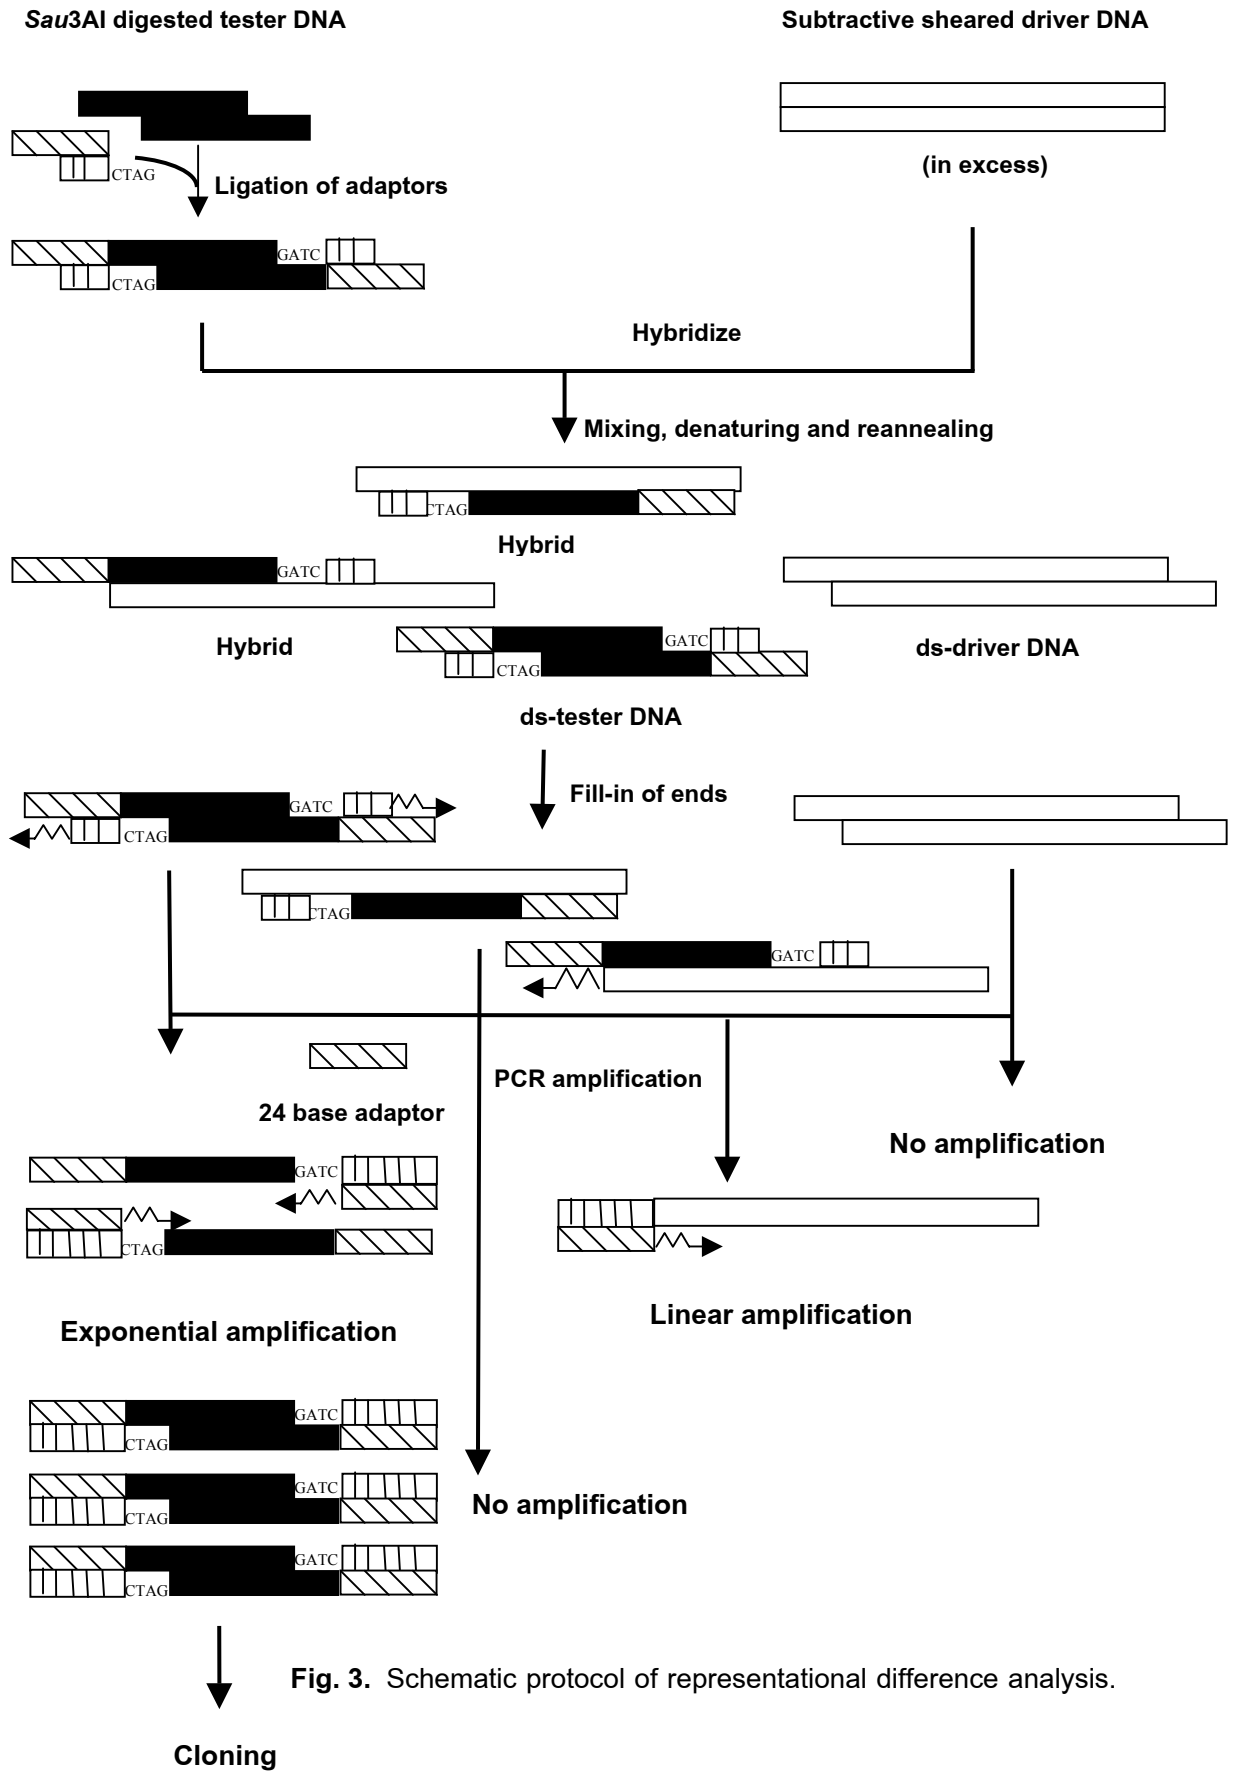 Sau3AI digested tester DNA
Subtractive sheared driver DNA
(in excess)
CTAG
Ligation of adaptors
GATC
CTAG
Hybridize
Mixing, denaturing and reannealing
CTAG
Hybrid
GATC
Hybrid
GATC
CTAG
ds-driver DNA
ds-tester DNA
Fill-in of ends
GATC
CTAG
CTAG
GATC
PCR amplification
24 base adaptor
No amplification
GATC
CTAG
Linear amplification
Exponential amplification
GATC
CTAG
GATC
CTAG
No amplification
GATC
CTAG
Fig. 3. Schematic protocol of representational difference analysis.
Cloning